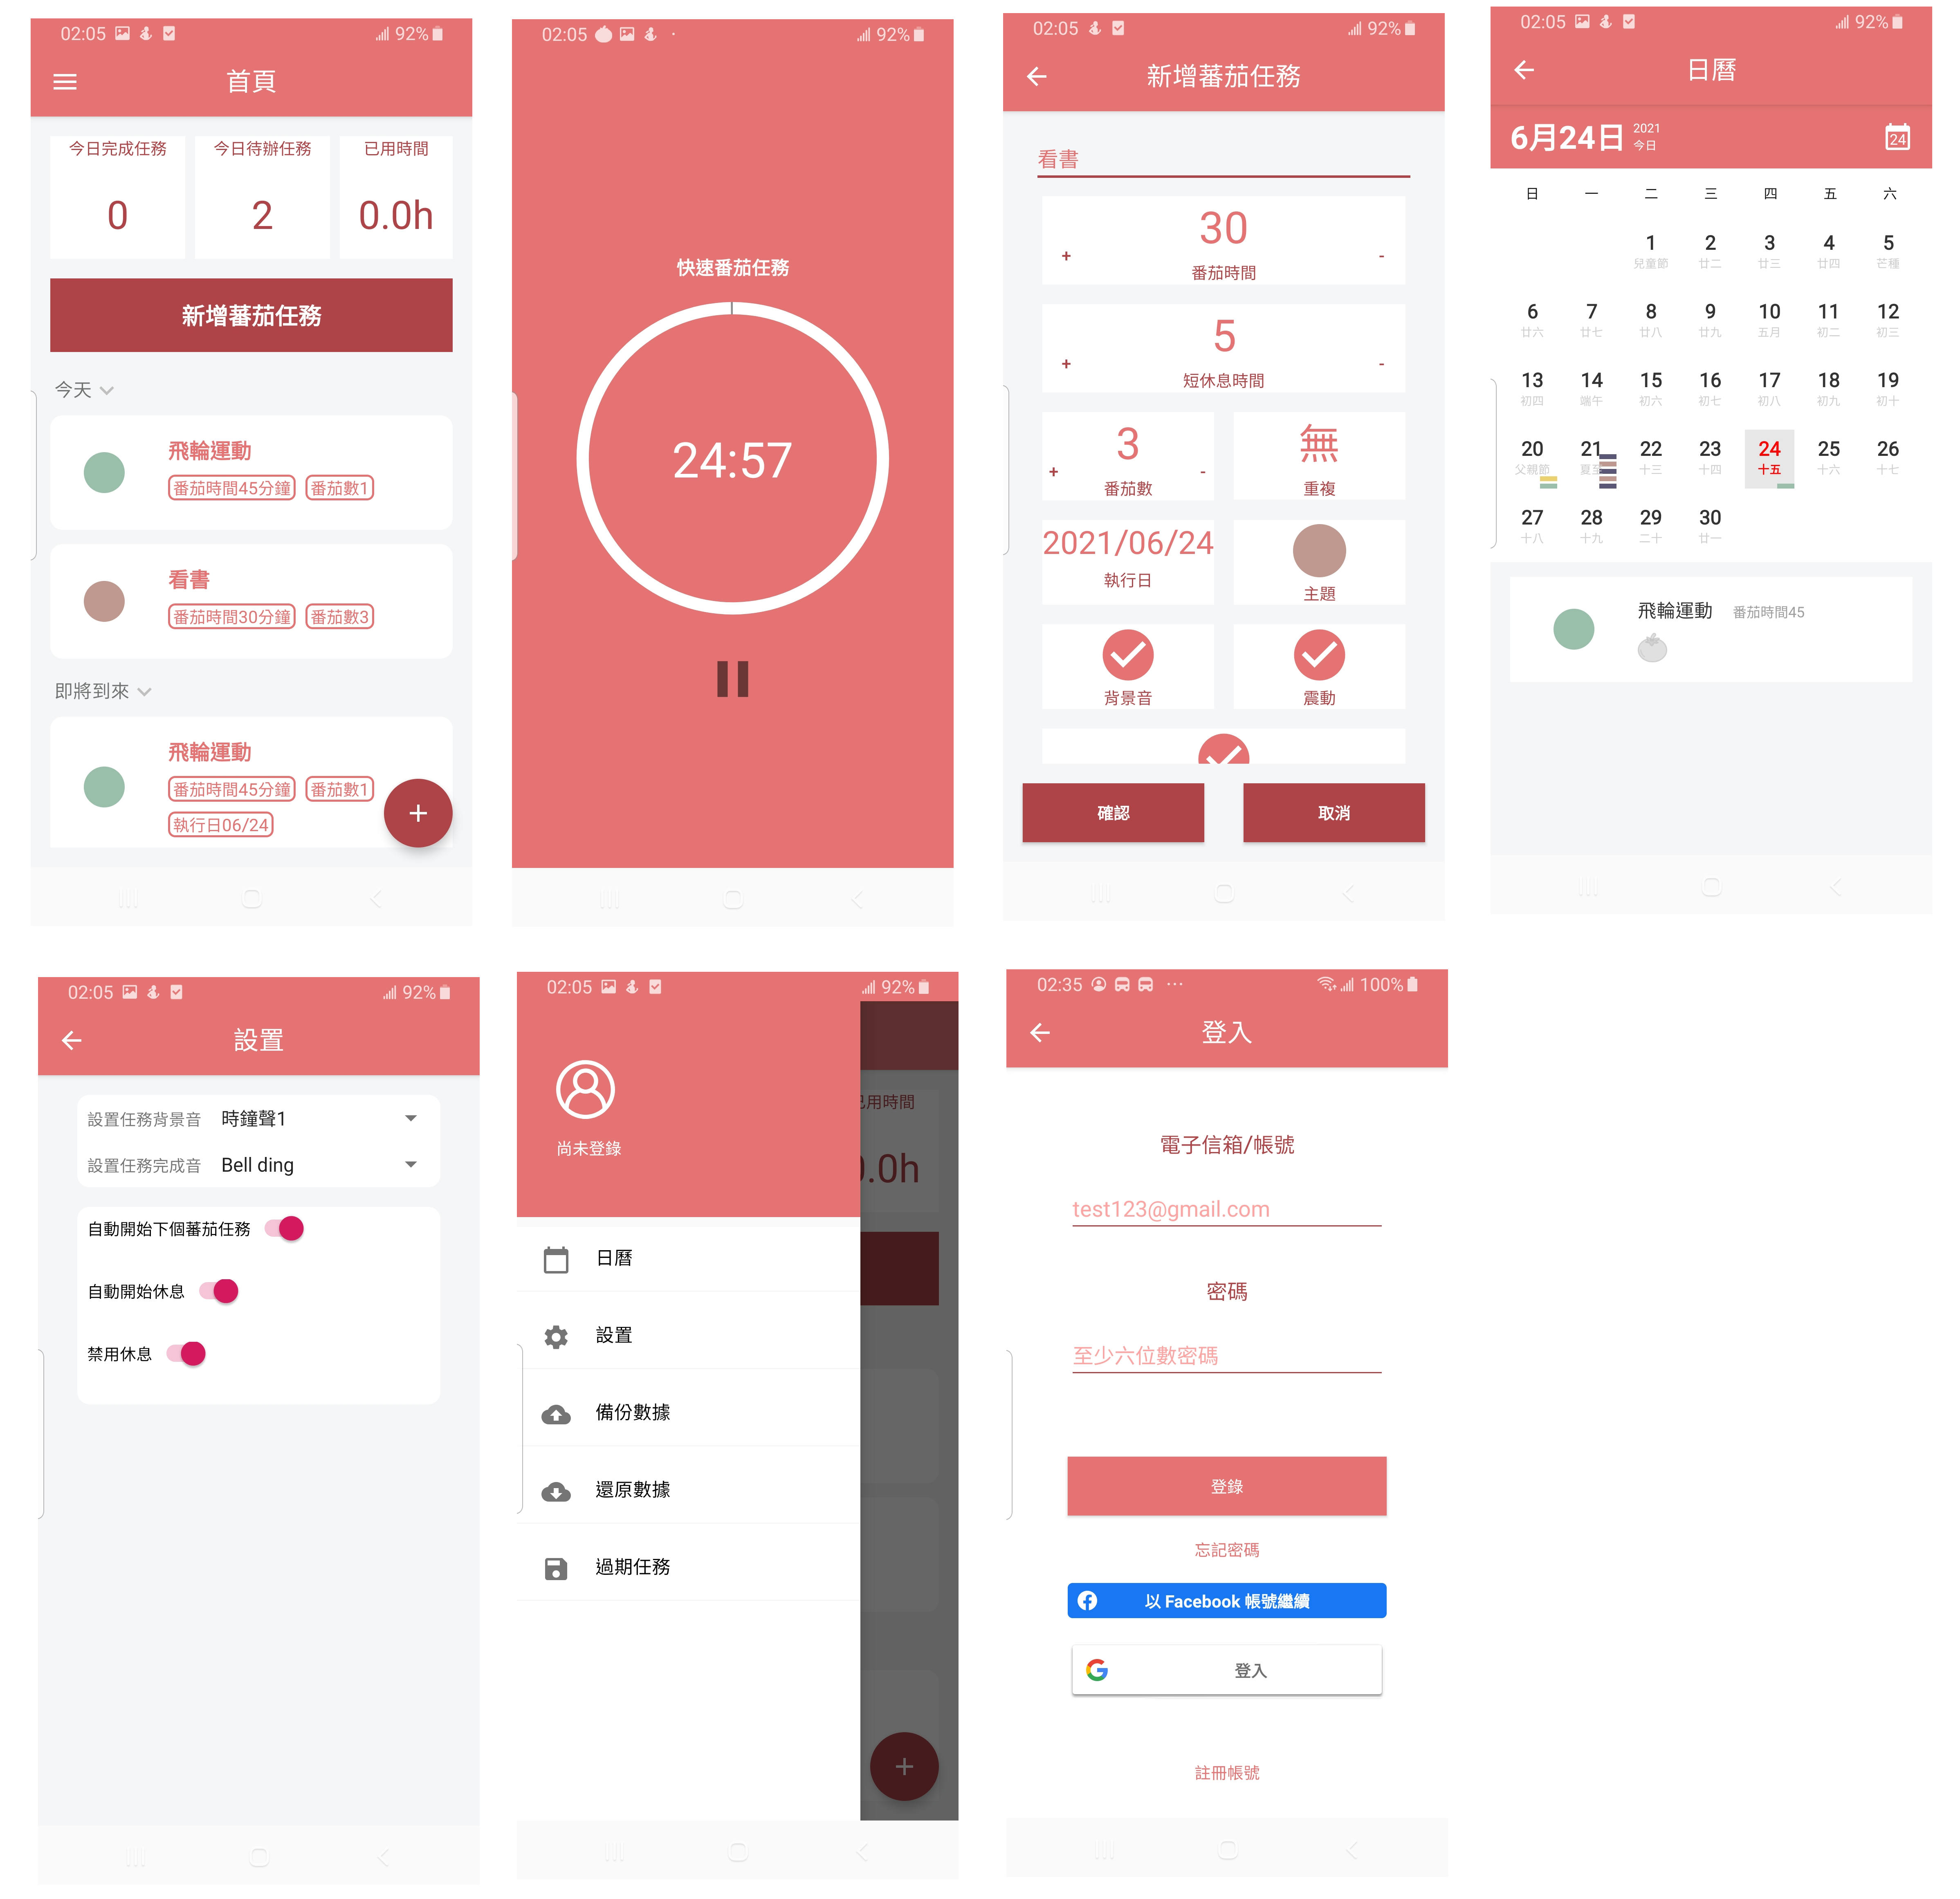 02:05 92%
首頁
今日完成任務 今日待辦任務 已用時間
0 2 0.0h
新增蕃茄任務
今天
飛輪運動
番茄時間45分鐘 番茄數1
看書
番茄時間30分鐘 番茄數3
即將到來
飛輪運動
番茄時間45分鐘 番茄數1
執行日06/24
+
02:05 92%
快速番茄任務
24:57
02:05 92%
新增蕃茄任務
看書
30
+ -
番茄時間
5
+ -
短休息時間
3 無
+ -
番茄數 重複
2021/06/24
執行日 主題
背景音 震動
確認 取消
02:05 92%
日曆
6月24日 2021 今日 24
日 一 二 三 四 五 六
1 2 3 4 5
兒童節 廿二 廿三 廿四 芒種
6 7 8 9 10 11 12
廿六 廿七 廿八 廿九 五月 初二 初三
13 14 15 16 17 18 19
初四 端午 初六 初七 初八 初九 初十
20 21 22 23 24 25 26
父親節 夏至 十三 十四 十五 十六 十七
27 28 29 30
十八 十九 二十 廿一
飛輪運動 番茄時間45
02:05 92%
設置
設置任務背景音 時鐘聲1
設置任務完成音 Bell ding
自動開始下個蕃茄任務
自動開始休息
禁用休息
02:05 92%
尚未登錄
日曆
設置
備份數據
還原數據
過期任務
用時間
.0h
+
02:35 100%
登入
電子信箱/帳號
test123@gmail.com
密碼
至少六位數密碼
登錄
忘記密碼
以 Facebook 帳號繼續
登入
註冊帳號